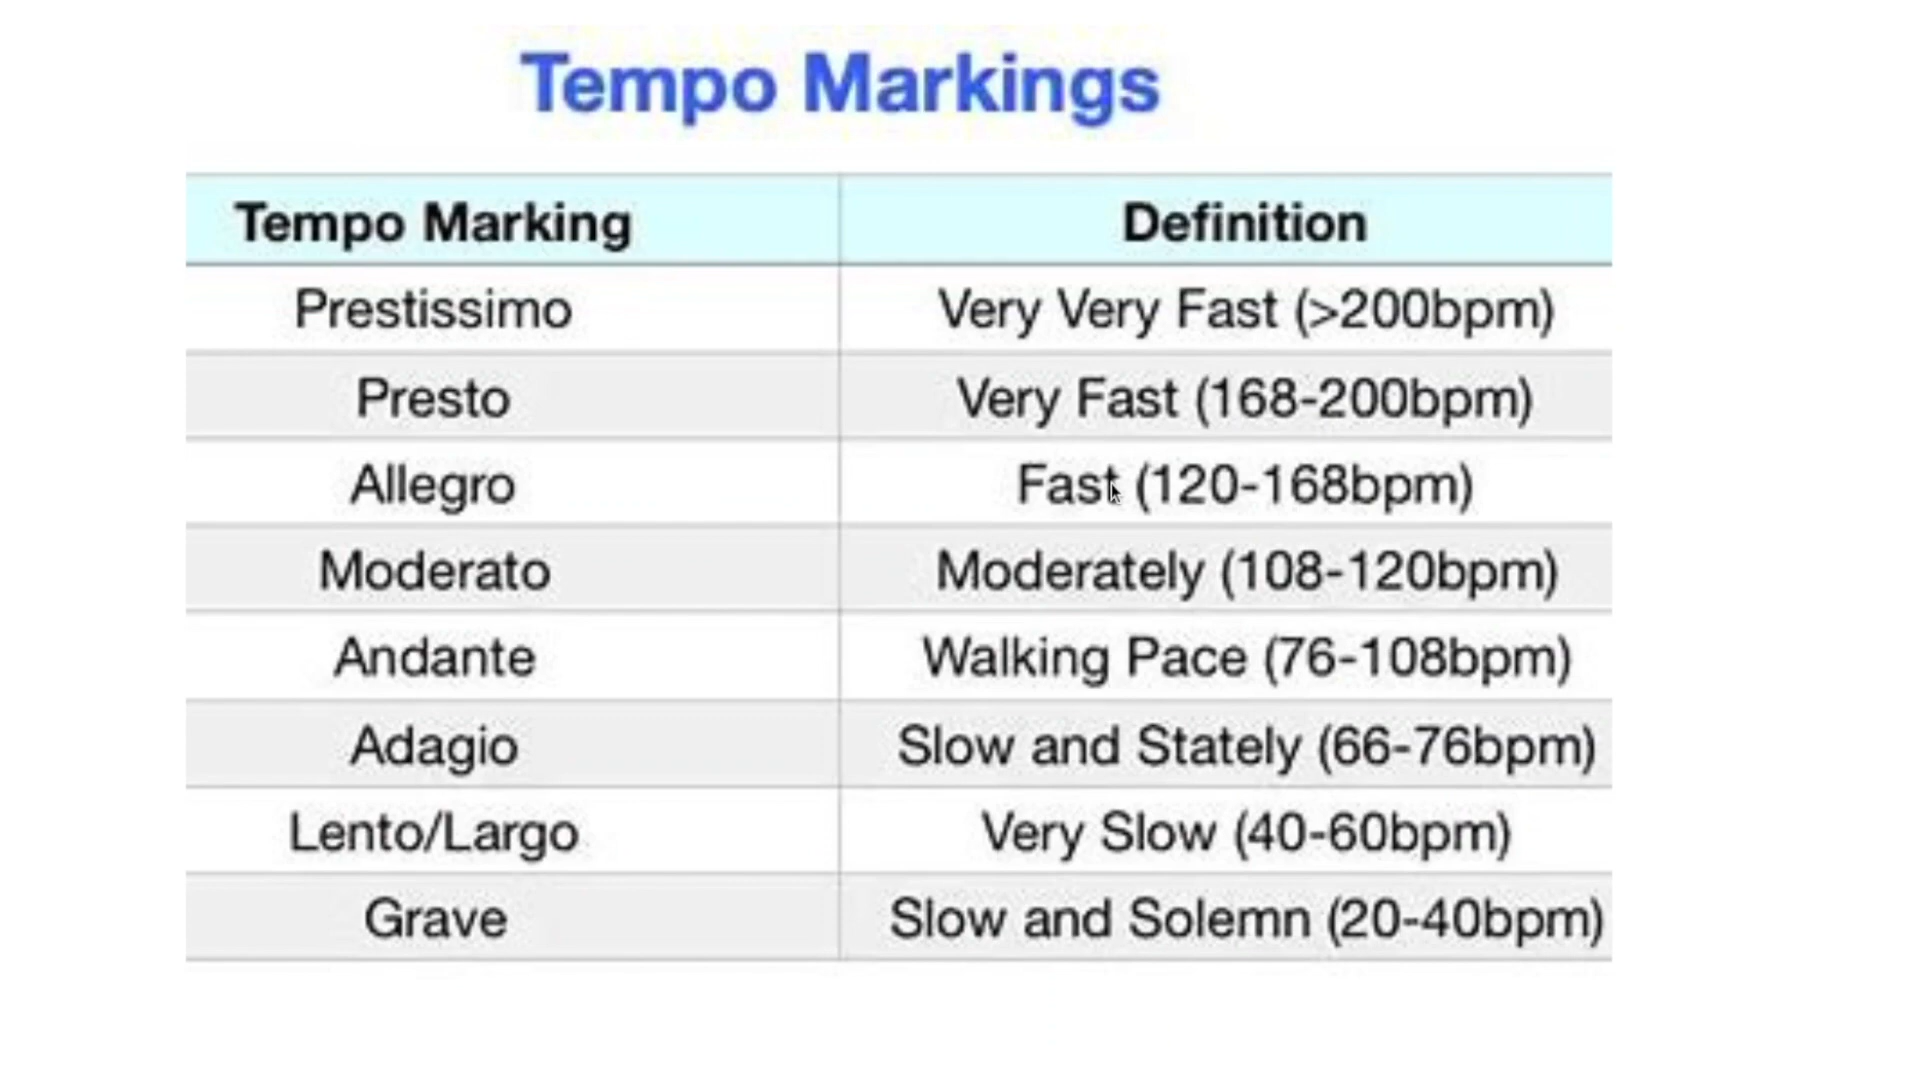 Tempo Markings
Tempo Marking Definition
Prestissimo Very Very Fast (>200bpm)
Presto Very Fast (168-200bpm)
Allegro Fast (120-168bpm)
Moderato Moderately (108-120bpm)
Andante Walking Pace (76-108bpm)
Adagio Slow and Stately (66-76bpm)
Lento/Largo Very Slow (40-60bpm)
Grave Slow and Solemn (20-40bpm)